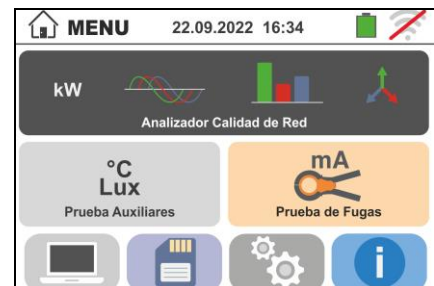 MENU 22.09.2022 16:34
kW
Analizador Calidad de Red
°C
Lux
Prueba Auxiliares
mA
Prueba de Fugas
i